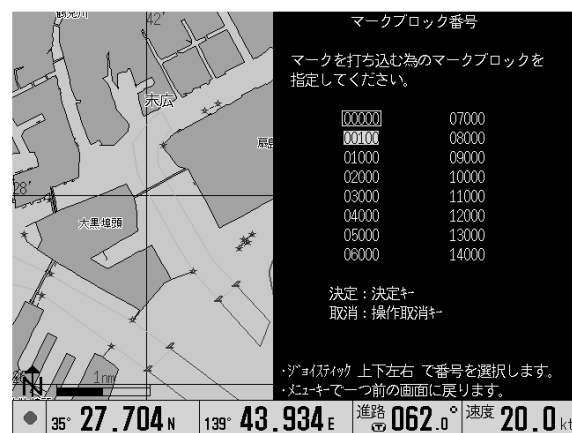 鶴見川
42'
末広
扇島
28'
大黒埠頭
N
1nm
マークブロック番号
マークを打ち込む為のマークブロックを
指定してください。
00000 07000
00100 08000
01000 09000
02000 10000
03000 11000
04000 12000
05000 13000
06000 14000
決定：決定ｷｰ
取消：操作取消ｷｰ
･ｼﾞｮｲｽﾃｨｯｸ 上下左右 で番号を選択します。
･ﾒﾆｭｰｷｰで一つ前の画面に戻ります。
35° 27.704 N 139° 43.934 E 進路 T 062.0° 速度 20.0 kt